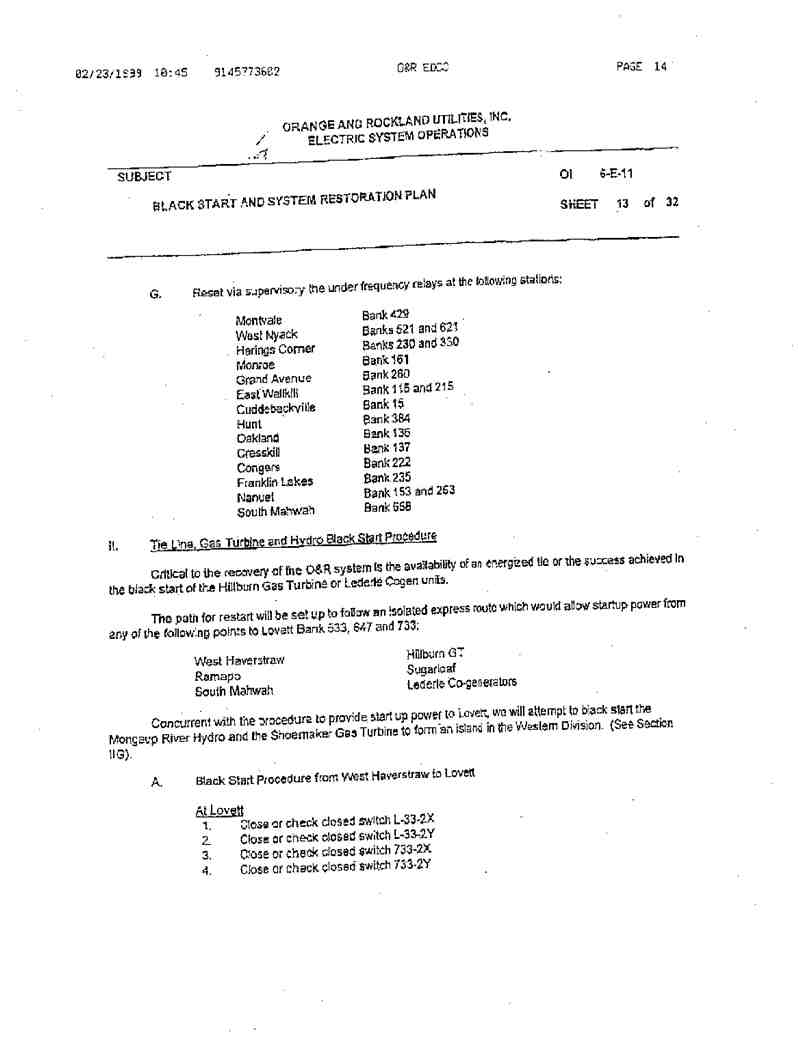 02/23/1999 10:45 9145773602 O&R EDCC PAGE 14
ORANGE AND ROCKLAND UTILITIES, INC.
ELECTRIC SYSTEM OPERATIONS
SUBJECT OI 6-E-11
BLACK START AND SYSTEM RESTORATION PLAN SHEET 13 of 32
G. Reset via supervisory the under frequency relays at the following stations:
Montvale Bank 429
West Nyack Banks 521 and 621
Harings Corner Banks 230 and 330
Monroe Bank 161
Grand Avenue Bank 260
East Wallkill Bank 115 and 215
Cuddebackville Bank 15
Hunt Bank 384
Oakland Bank 136
Cresskill Bank 137
Congers Bank 222
Franklin Lakes Bank 235
Nanuet Bank 153 and 253
South Mahwah Bank 658
II. Tie Line, Gas Turbine and Hydro Black Start Procedure
Critical to the recovery of the O&R system is the availability of an energized tie or the success achieved in
the black start of the Hillburn Gas Turbine or Lederle Cogen units.
The path for restart will be set up to follow an isolated express route which would allow startup power from
any of the following points to Lovett Bank 533, 647 and 733:
West Haverstraw Hillburn GT
Ramapo Sugarloaf
South Mahwah Lederle Co-generators
Concurrent with the procedure to provide start up power to Lovett, we will attempt to black start the
Mongaup River Hydro and the Shoemaker Gas Turbine to form an island in the Western Division. (See Section
IIG).
A. Black Start Procedure from West Haverstraw to Lovett
At Lovett
1. Close or check closed switch L-33-2X
2. Close or check closed switch L-33-2Y
3. Close or check closed switch 733-2X
4. Close or check closed switch 733-2Y